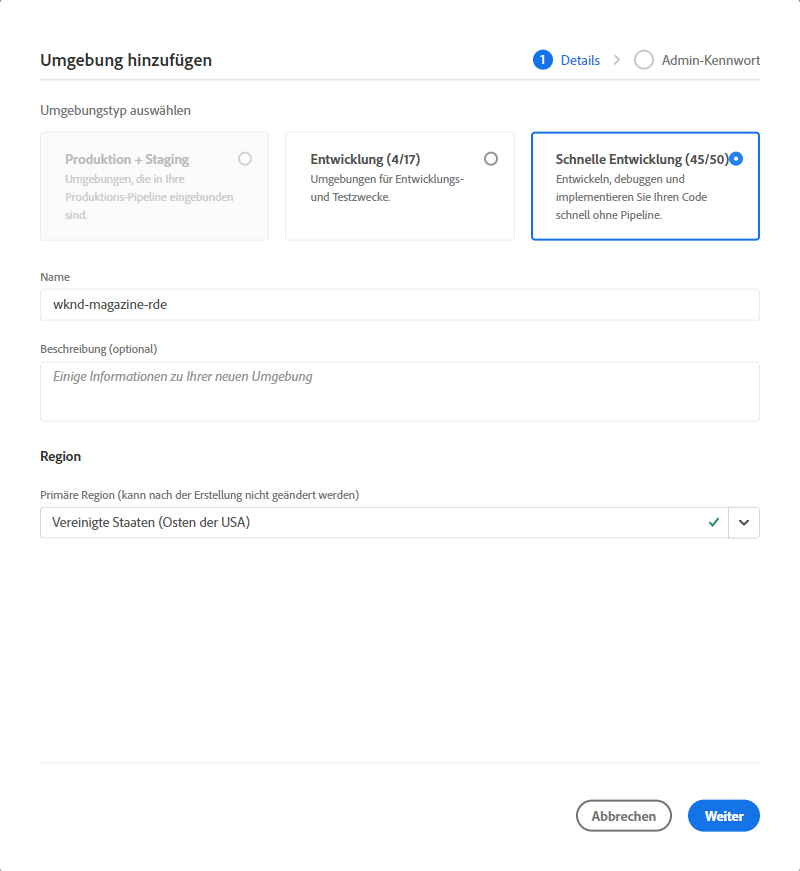 Umgebung hinzufügen
1 Details
Admin-Kennwort
Umgebungstyp auswählen
Produktion + Staging
Umgebungen, die in Ihre
Produktions-Pipeline eingebunden
sind.
Entwicklung (4/17)
Umgebungen für Entwicklungs-
und Testzwecke.
Schnelle Entwicklung (45/50)
Entwickeln, debuggen und
implementieren Sie Ihren Code
schnell ohne Pipeline.
Name
wknd-magazine-rde
Beschreibung (optional)
Einige Informationen zu Ihrer neuen Umgebung
Region
Primäre Region (kann nach der Erstellung nicht geändert werden)
Vereinigte Staaten (Osten der USA)
Abbrechen
Weiter